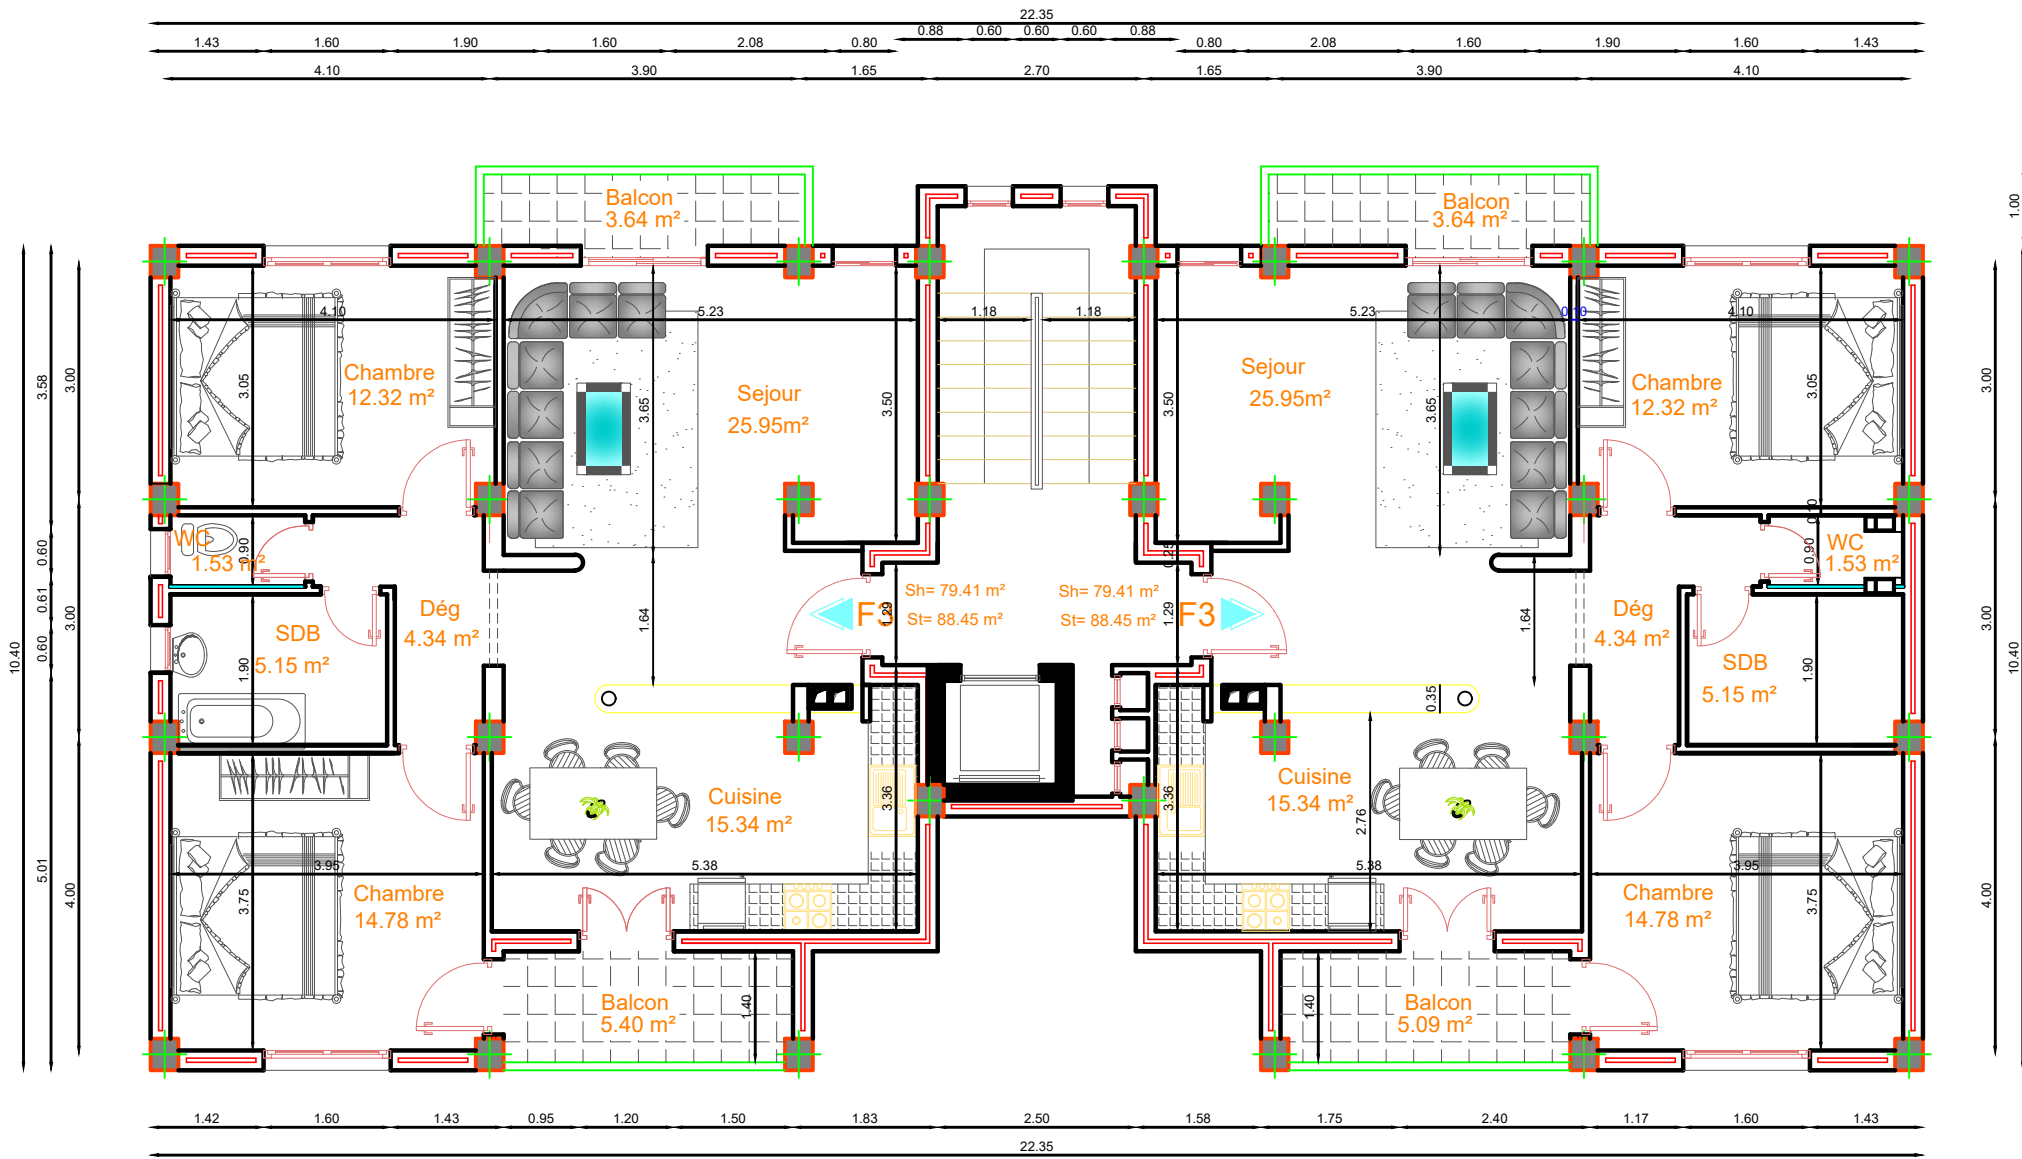 22.35
0.88 0.60 0.60 0.60 0.88
1.43 1.60 1.90 1.60 2.08 0.80 0.80 2.08 1.60 1.90 1.60 1.43
4.10 3.90 1.65 2.70 1.65 3.90 4.10
1.00
Balcon
3.64 m²
Balcon
3.64 m²
4.10 5.23 1.18 1.18 5.23 0.10 4.10
3.58 3.00 3.05 3.65 3.50 3.50 3.65 3.05 3.00
Chambre
12.32 m²
Sejour
25.95m²
Sejour
25.95m²
Chambre
12.32 m²
0.10
WC
1.53 m²
0.90
0.25
0.90
WC
1.53 m²
0.60
0.61
0.60
3.00
10.40
Dég
4.34 m²
SDB
5.15 m²
1.90
1.64
F3
1.29
Sh= 79.41 m²
St= 88.45 m²
Sh= 79.41 m²
St= 88.45 m²
1.29
F3
1.64
Dég
4.34 m²
SDB
5.15 m²
1.90
3.00
10.40
0.35
Cuisine
15.34 m²
3.36
3.36
Cuisine
15.34 m²
2.76
3.95 5.38 5.38 3.95
5.01
4.00
3.75
Chambre
14.78 m²
Chambre
14.78 m²
3.75
4.00
Balcon
5.40 m²
1.40
1.40
Balcon
5.09 m²
1.42 1.60 1.43 0.95 1.20 1.50 1.83 2.50 1.58 1.75 2.40 1.17 1.60 1.43
22.35